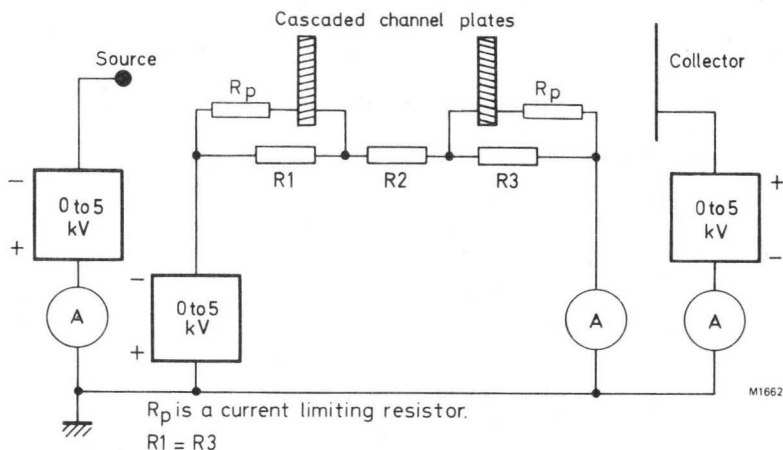 Cascaded channel plates
Source
Collector
Rp
Rp
R1
R2
R3
−
0 to 5
kV
+
−
0 to 5
kV
+
+
0 to 5
kV
−
A
A
A
M1662
Rp is a current limiting resistor.
R1 = R3